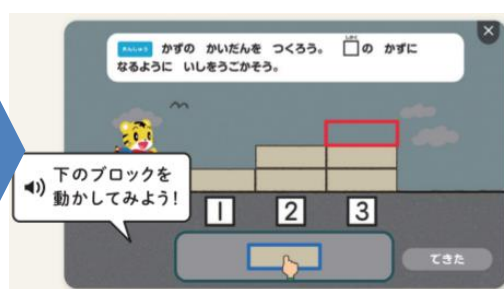 れんしゅう かずの かいだんを つくろう。 □の かずに
なるように いしをうごかそう。
下のブロックを
動かしてみよう!
1 2 3
できた